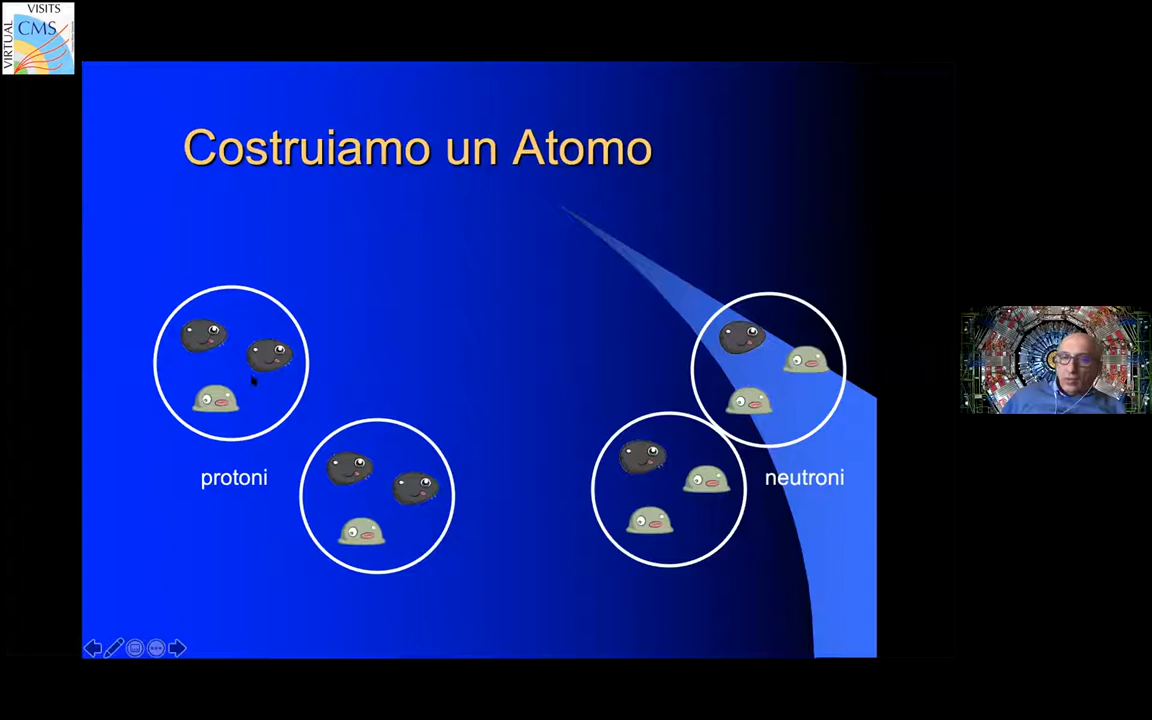 VISITS
VIRTUAL
CMS
Costruiamo un Atomo
protoni
neutroni